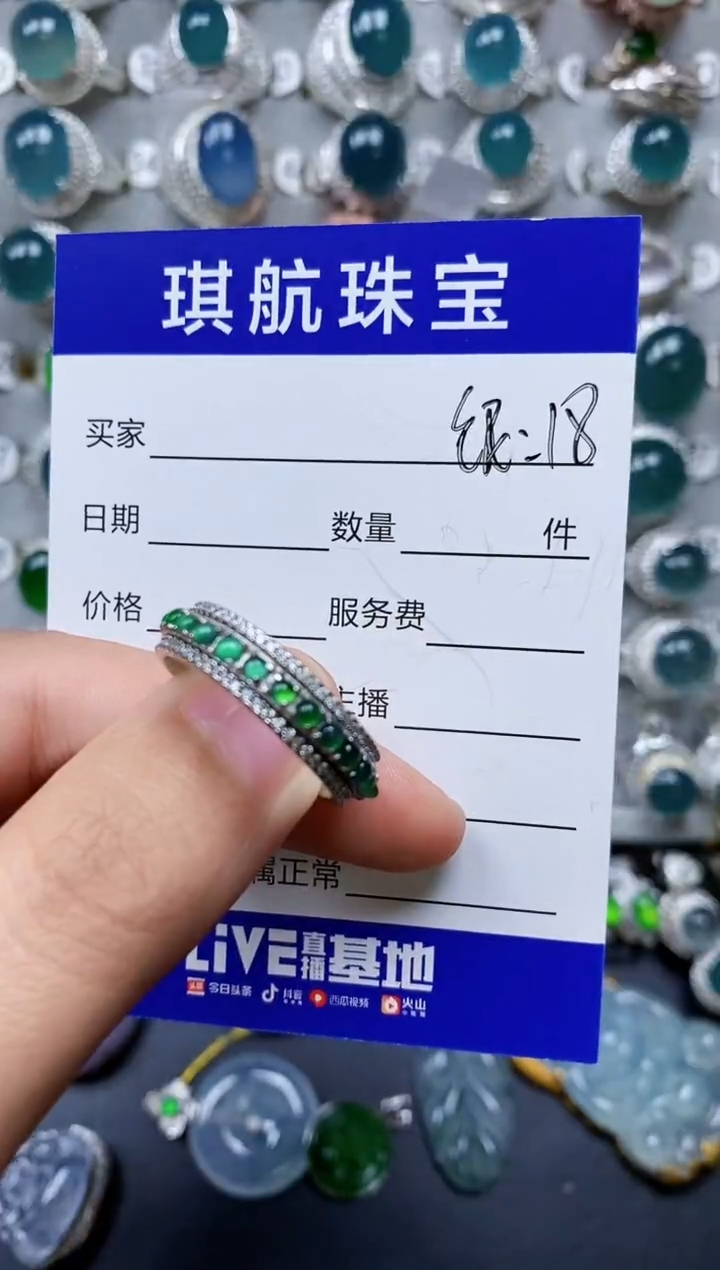 琪航珠宝
买家 银:18
日期 数量 件
价格 服务费
主播
属正常
LiVE直播基地
头条 今日头条 抖音 西瓜视频 火山